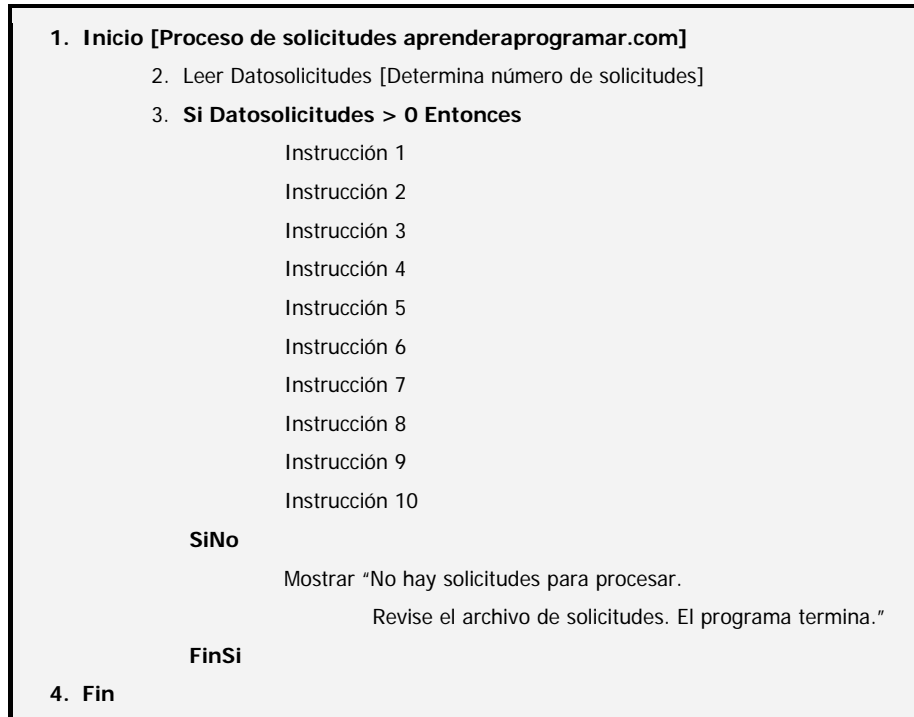 1. Inicio [Proceso de solicitudes aprenderaprogramar.com]
2. Leer Datosolicitudes [Determina número de solicitudes]
3. Si Datosolicitudes > 0 Entonces
Instrucción 1
Instrucción 2
Instrucción 3
Instrucción 4
Instrucción 5
Instrucción 6
Instrucción 7
Instrucción 8
Instrucción 9
Instrucción 10
SiNo
Mostrar “No hay solicitudes para procesar.
Revise el archivo de solicitudes. El programa termina.”
FinSi
4. Fin